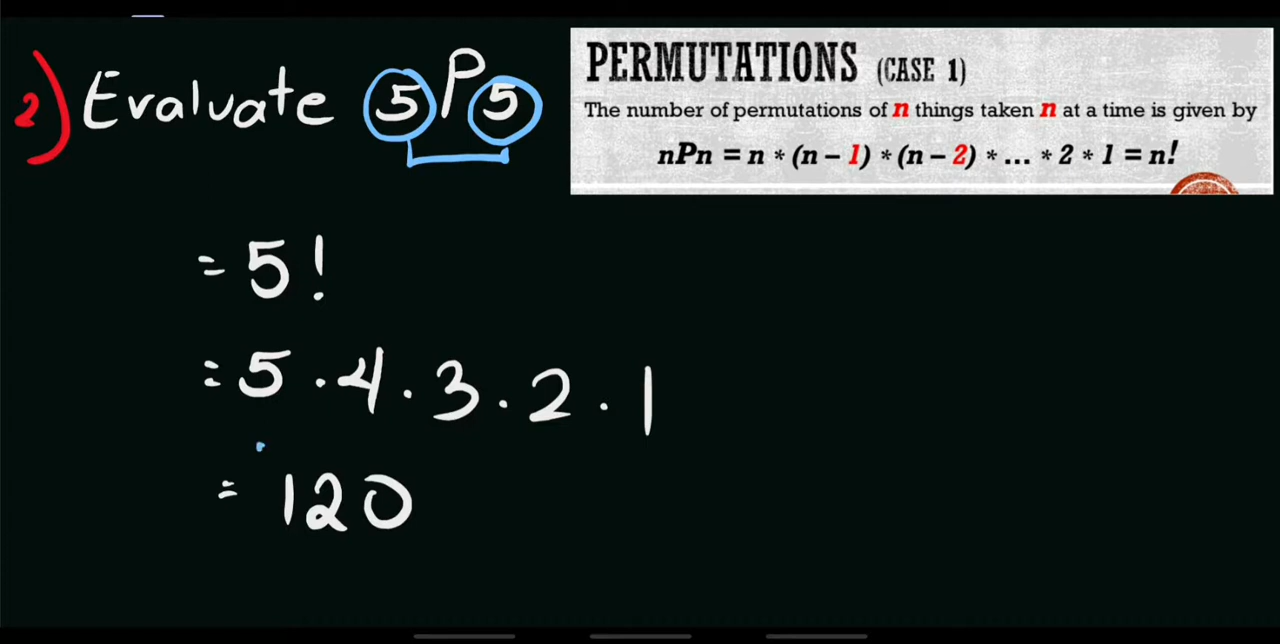 2) Evaluate 5P5
PERMUTATIONS (CASE 1)
The number of permutations of n things taken n at a time is given by
nPn = n * (n – 1) * (n – 2) * ... * 2 * 1 = n!
= 5!
= 5 . 4 . 3 . 2 . 1
= 120